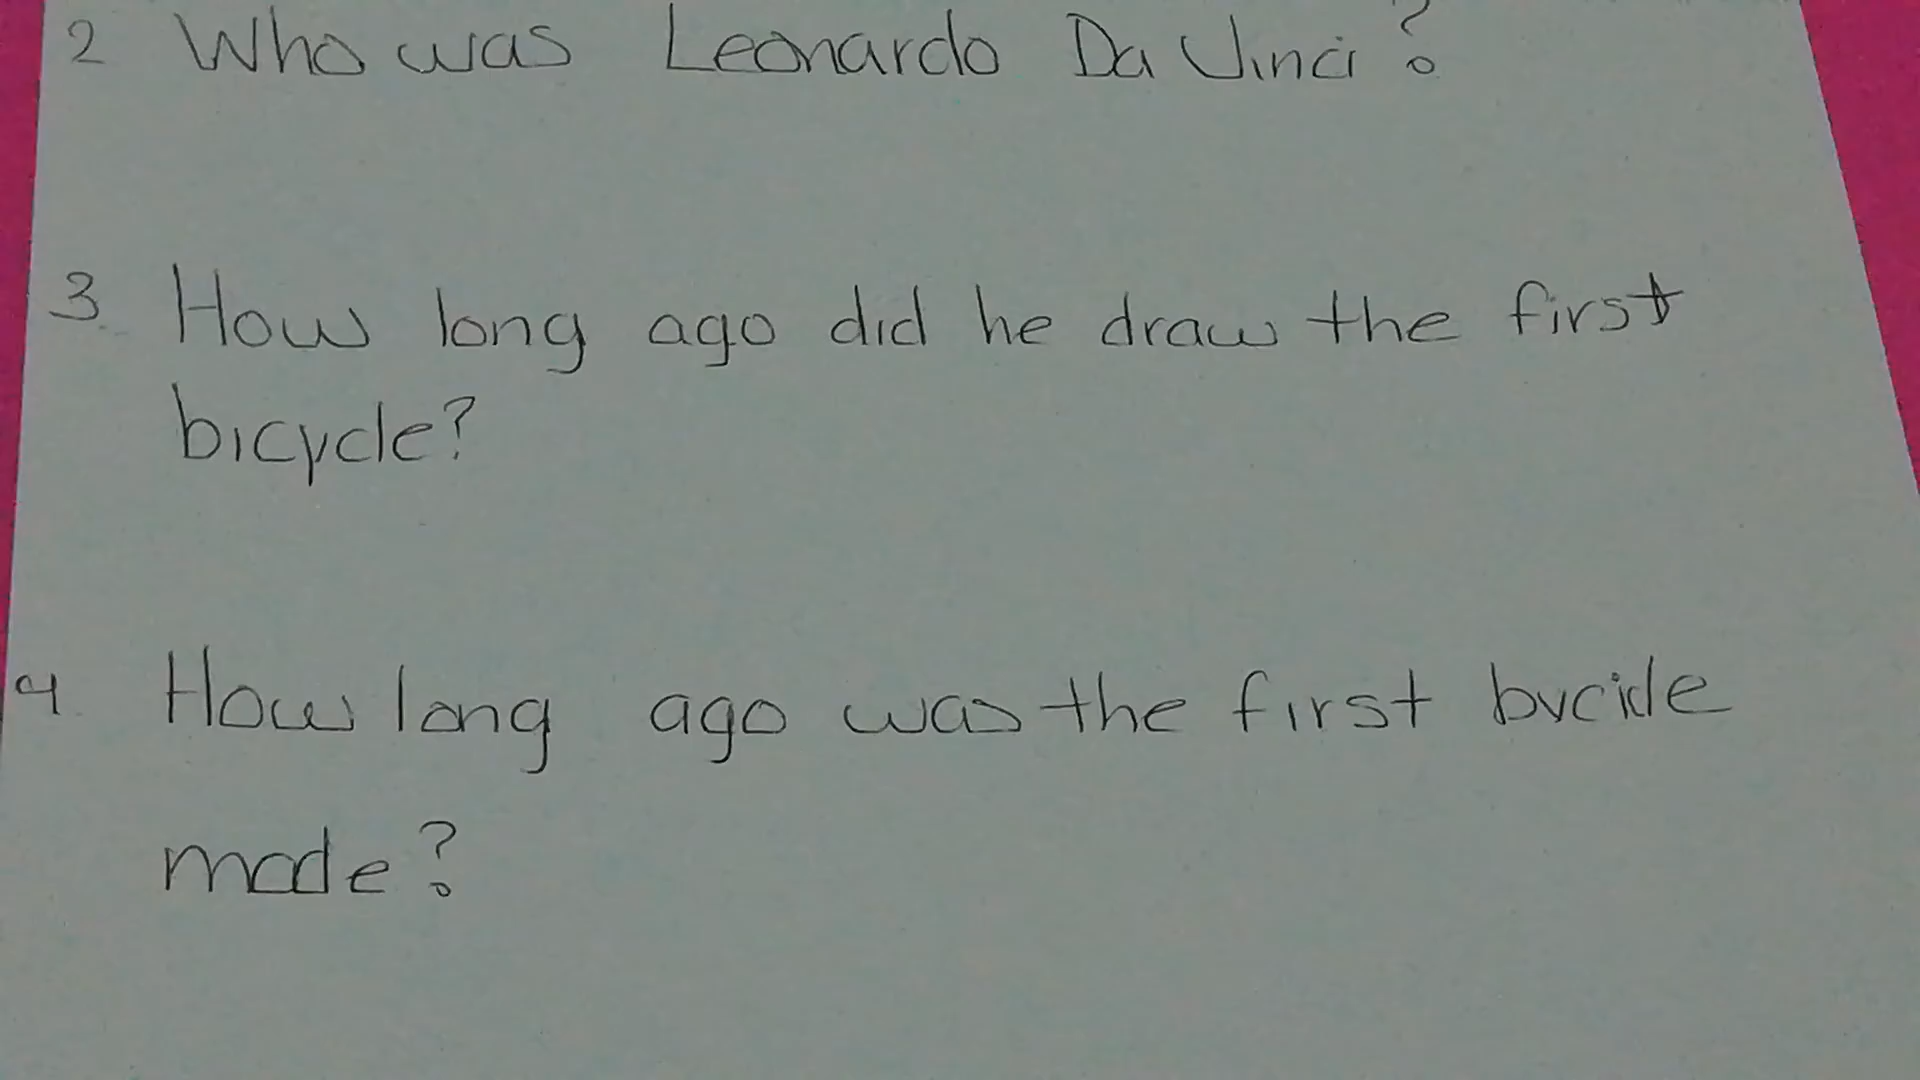 2 Who was Leonardo Da Vinci?
3. How long ago did he draw the first
bicycle?
4. How long ago was the first bycicle
made?